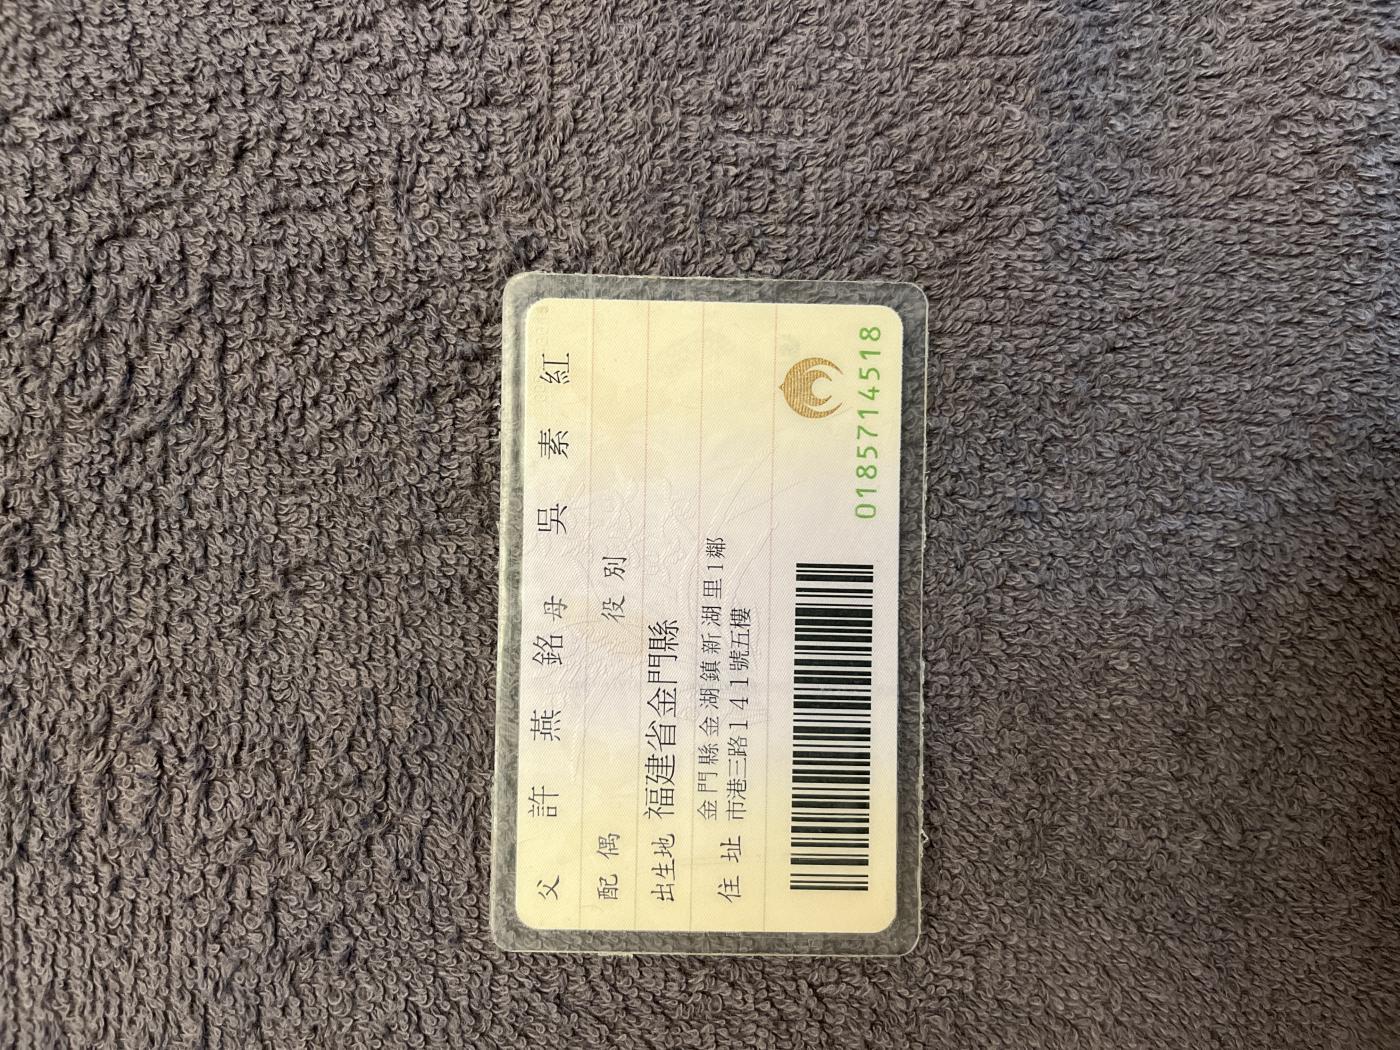 父 許燕銘 母 吳素紅
配偶 役別
出生地 福建省金門縣
住址 金門縣金湖鎮新湖里1鄰
市港三路141號五樓
0185714518